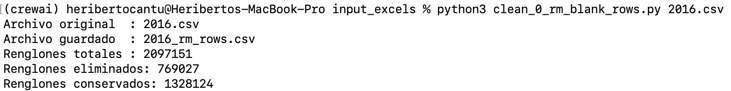 (crewai) heribertocantu@Heribertos-MacBook-Pro input_excels % python3 clean_0_rm_blank_rows.py 2016.csv
Archivo original  : 2016.csv
Archivo guardado  : 2016_rm_rows.csv
Renglones totales : 2097151
Renglones eliminados: 769027
Renglones conservados: 1328124